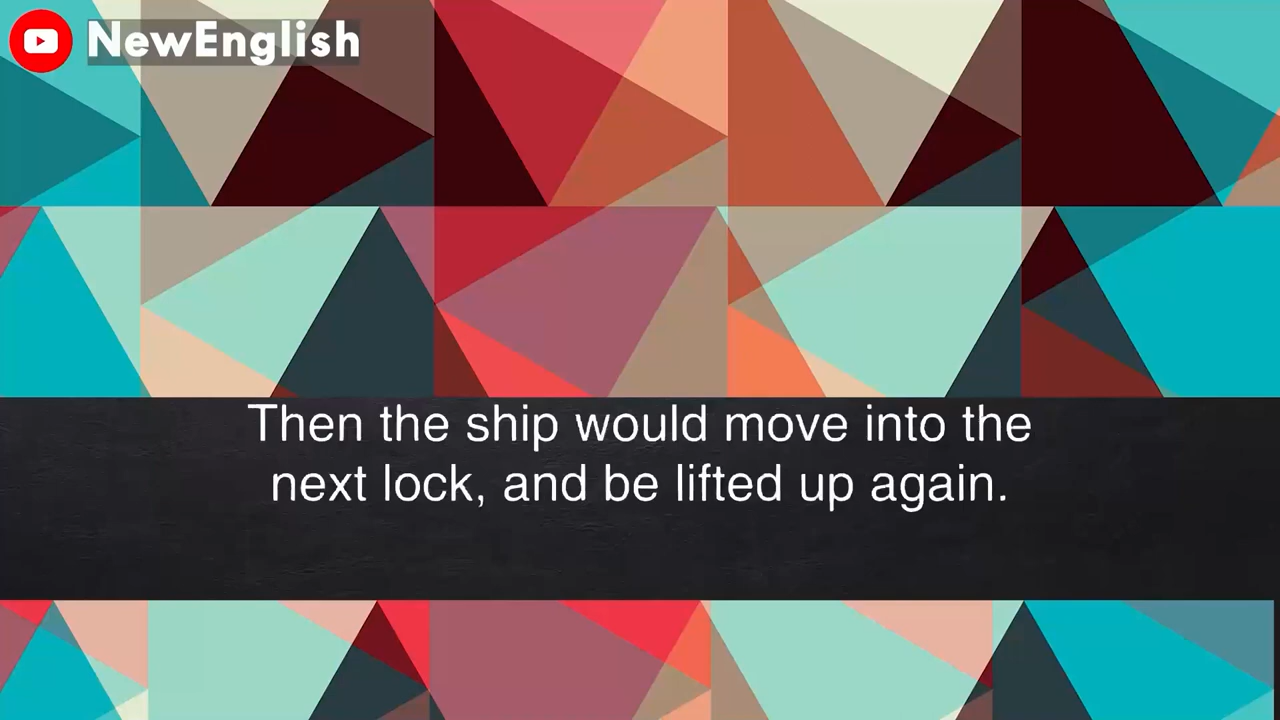 NewEnglish
Then the ship would move into the
next lock, and be lifted up again.